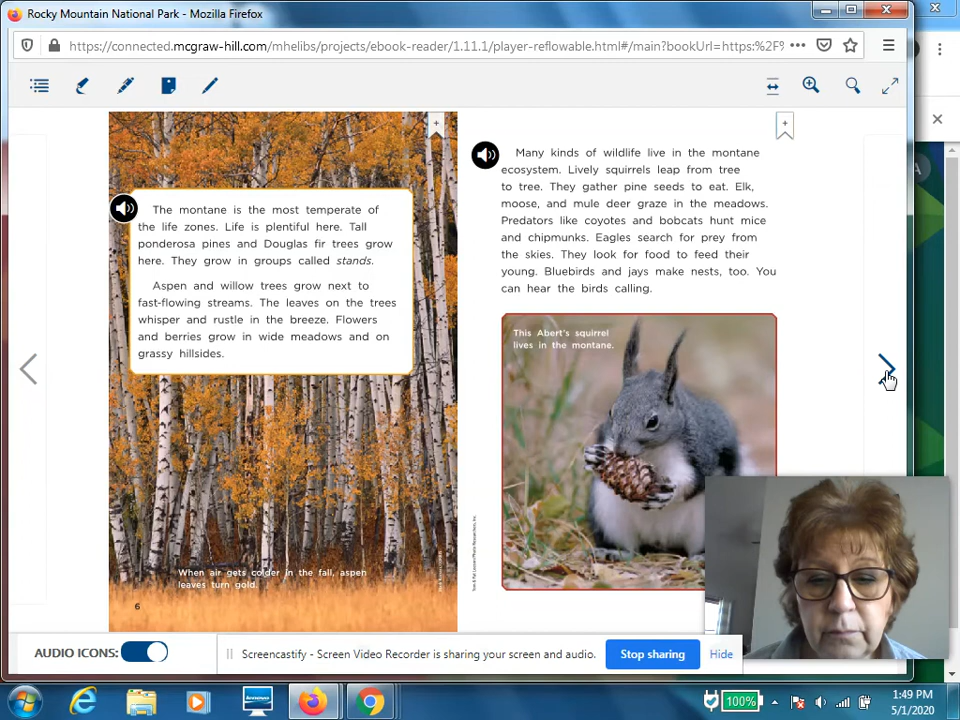 Rocky Mountain National Park - Mozilla Firefox
https://connected.mcgraw-hill.com/mhelibs/projects/ebook-reader/1.11.1/player-reflowable.html#/main?bookUrl=https:%2F%
The montane is the most temperate of
the life zones. Life is plentiful here. Tall
ponderosa pines and Douglas fir trees grow
here. They grow in groups called stands.
Aspen and willow trees grow next to
fast-flowing streams. The leaves on the trees
whisper and rustle in the breeze. Flowers
and berries grow in wide meadows and on
grassy hillsides.
When air gets colder in the fall, aspen
leaves turn gold.
6
Many kinds of wildlife live in the montane
ecosystem. Lively squirrels leap from tree
to tree. They gather pine seeds to eat. Elk,
moose, and mule deer graze in the meadows.
Predators like coyotes and bobcats hunt mice
and chipmunks. Eagles search for prey from
the skies. They look for food to feed their
young. Bluebirds and jays make nests, too. You
can hear the birds calling.
This Abert's squirrel
lives in the montane.
AUDIO ICONS:
Screencastify - Screen Video Recorder is sharing your screen and audio.
Stop sharing
Hide
100%
1:49 PM
5/1/2020